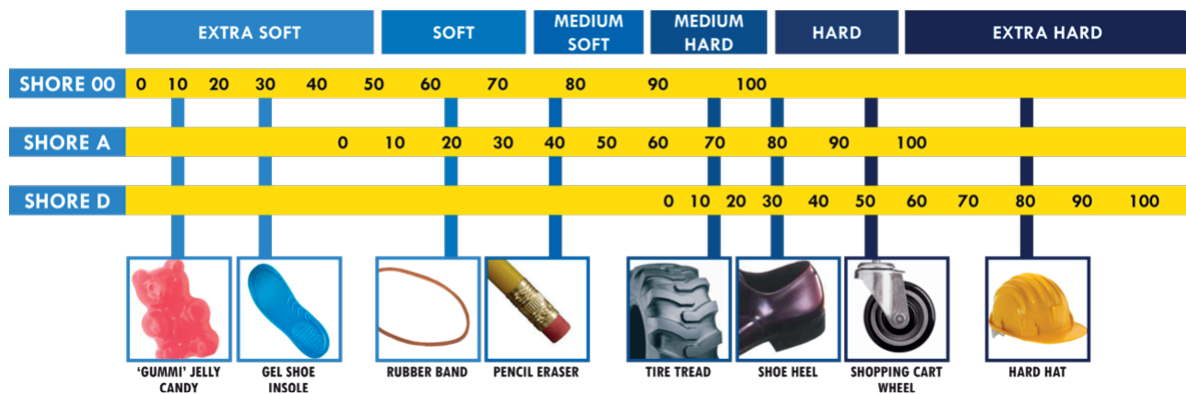 EXTRA SOFT
SOFT
MEDIUM
SOFT
MEDIUM
HARD
HARD
EXTRA HARD
SHORE 00 0 10 20 30 40 50 60 70 80 90 100
SHORE A 0 10 20 30 40 50 60 70 80 90 100
SHORE D 0 10 20 30 40 50 60 70 80 90 100
‘GUMMI’ JELLY
CANDY
GEL SHOE
INSOLE
RUBBER BAND
PENCIL ERASER
TIRE TREAD
SHOE HEEL
SHOPPING CART
WHEEL
HARD HAT